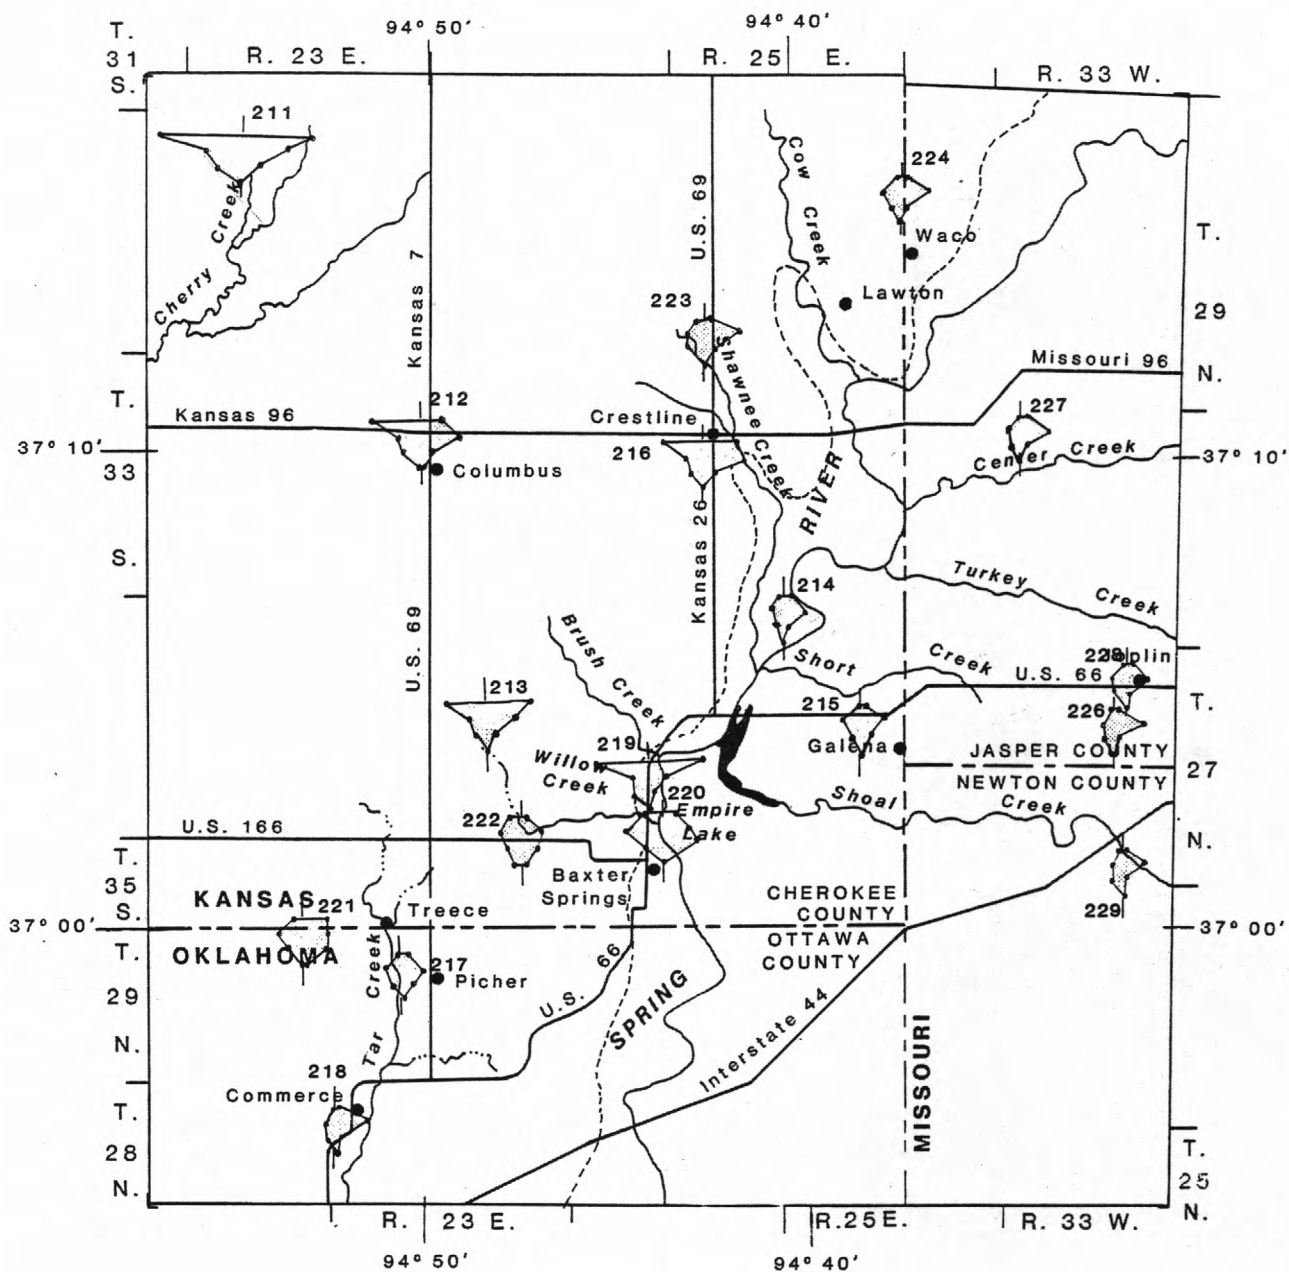 94° 50'
94° 40'
T.
31
S.
R. 23 E.
R. 25 E.
R. 33 W.
211
Cherry Creek
Kansas 7
U.S. 69
Cow Creek
224
Waco
Lawton
T.
29
N.
223
Shawnee Creek
Missouri 96
T.
33
S.
Kansas 96
212
Columbus
Crestline
216
227
Center Creek
37° 10'
37° 10'
RIVER
Kansas 26
U.S. 69
214
Turkey Creek
Brush Creek
Short Creek
228
Joplin
U.S. 66
213
215
226
Galena
T.
27
N.
219
Willow Creek
JASPER COUNTY
NEWTON COUNTY
220
Empire Lake
Shoal Creek
222
U.S. 166
T.
35
S.
Baxter Springs
CHEROKEE COUNTY
229
KANSAS
221
Treece
37° 00'
37° 00'
OKLAHOMA
OTTAWA COUNTY
T.
29
N.
Tar Creek
217
Picher
U.S. 66
SPRING
Interstate 44
MISSOURI
218
Commerce
T.
28
N.
T.
25
N.
R. 23 E.
R.25E.
R. 33 W.
94° 50'
94° 40'